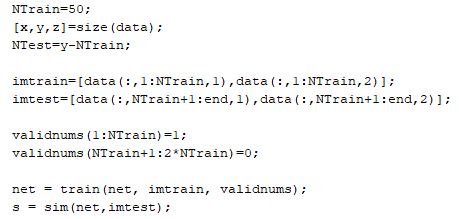 NTrain=50;
[x,y,z]=size(data);
NTest=y-NTrain;
imtrain=[data(:,1:NTrain,1),data(:,1:NTrain,2)];
imtest=[data(:,NTrain+1:end,1),data(:,NTrain+1:end,2)];
validnums(1:NTrain)=1;
validnums(NTrain+1:2*NTrain)=0;
net = train(net, imtrain, validnums);
s = sim(net,imtest);